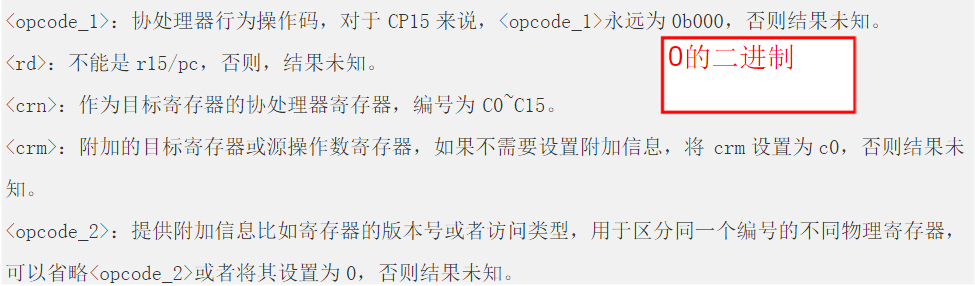 <opcode_1>: 协处理器行为操作码，对于 CP15 来说，<opcode_1>永远为 0b000，否则结果未知。
<rd>: 不能是 r15/pc，否则，结果未知。
0的二进制
<crn>: 作为目标寄存器的协处理器寄存器，编号为 C0~C15。
<crm>: 附加的目标寄存器或源操作数寄存器，如果不需要设置附加信息，将 crm 设置为 c0，否则结果未
知。
<opcode_2>: 提供附加信息比如寄存器的版本号或者访问类型，用于区分同一个编号的不同物理寄存器，
可以省略<opcode_2>或者将其设置为 0，否则结果未知。